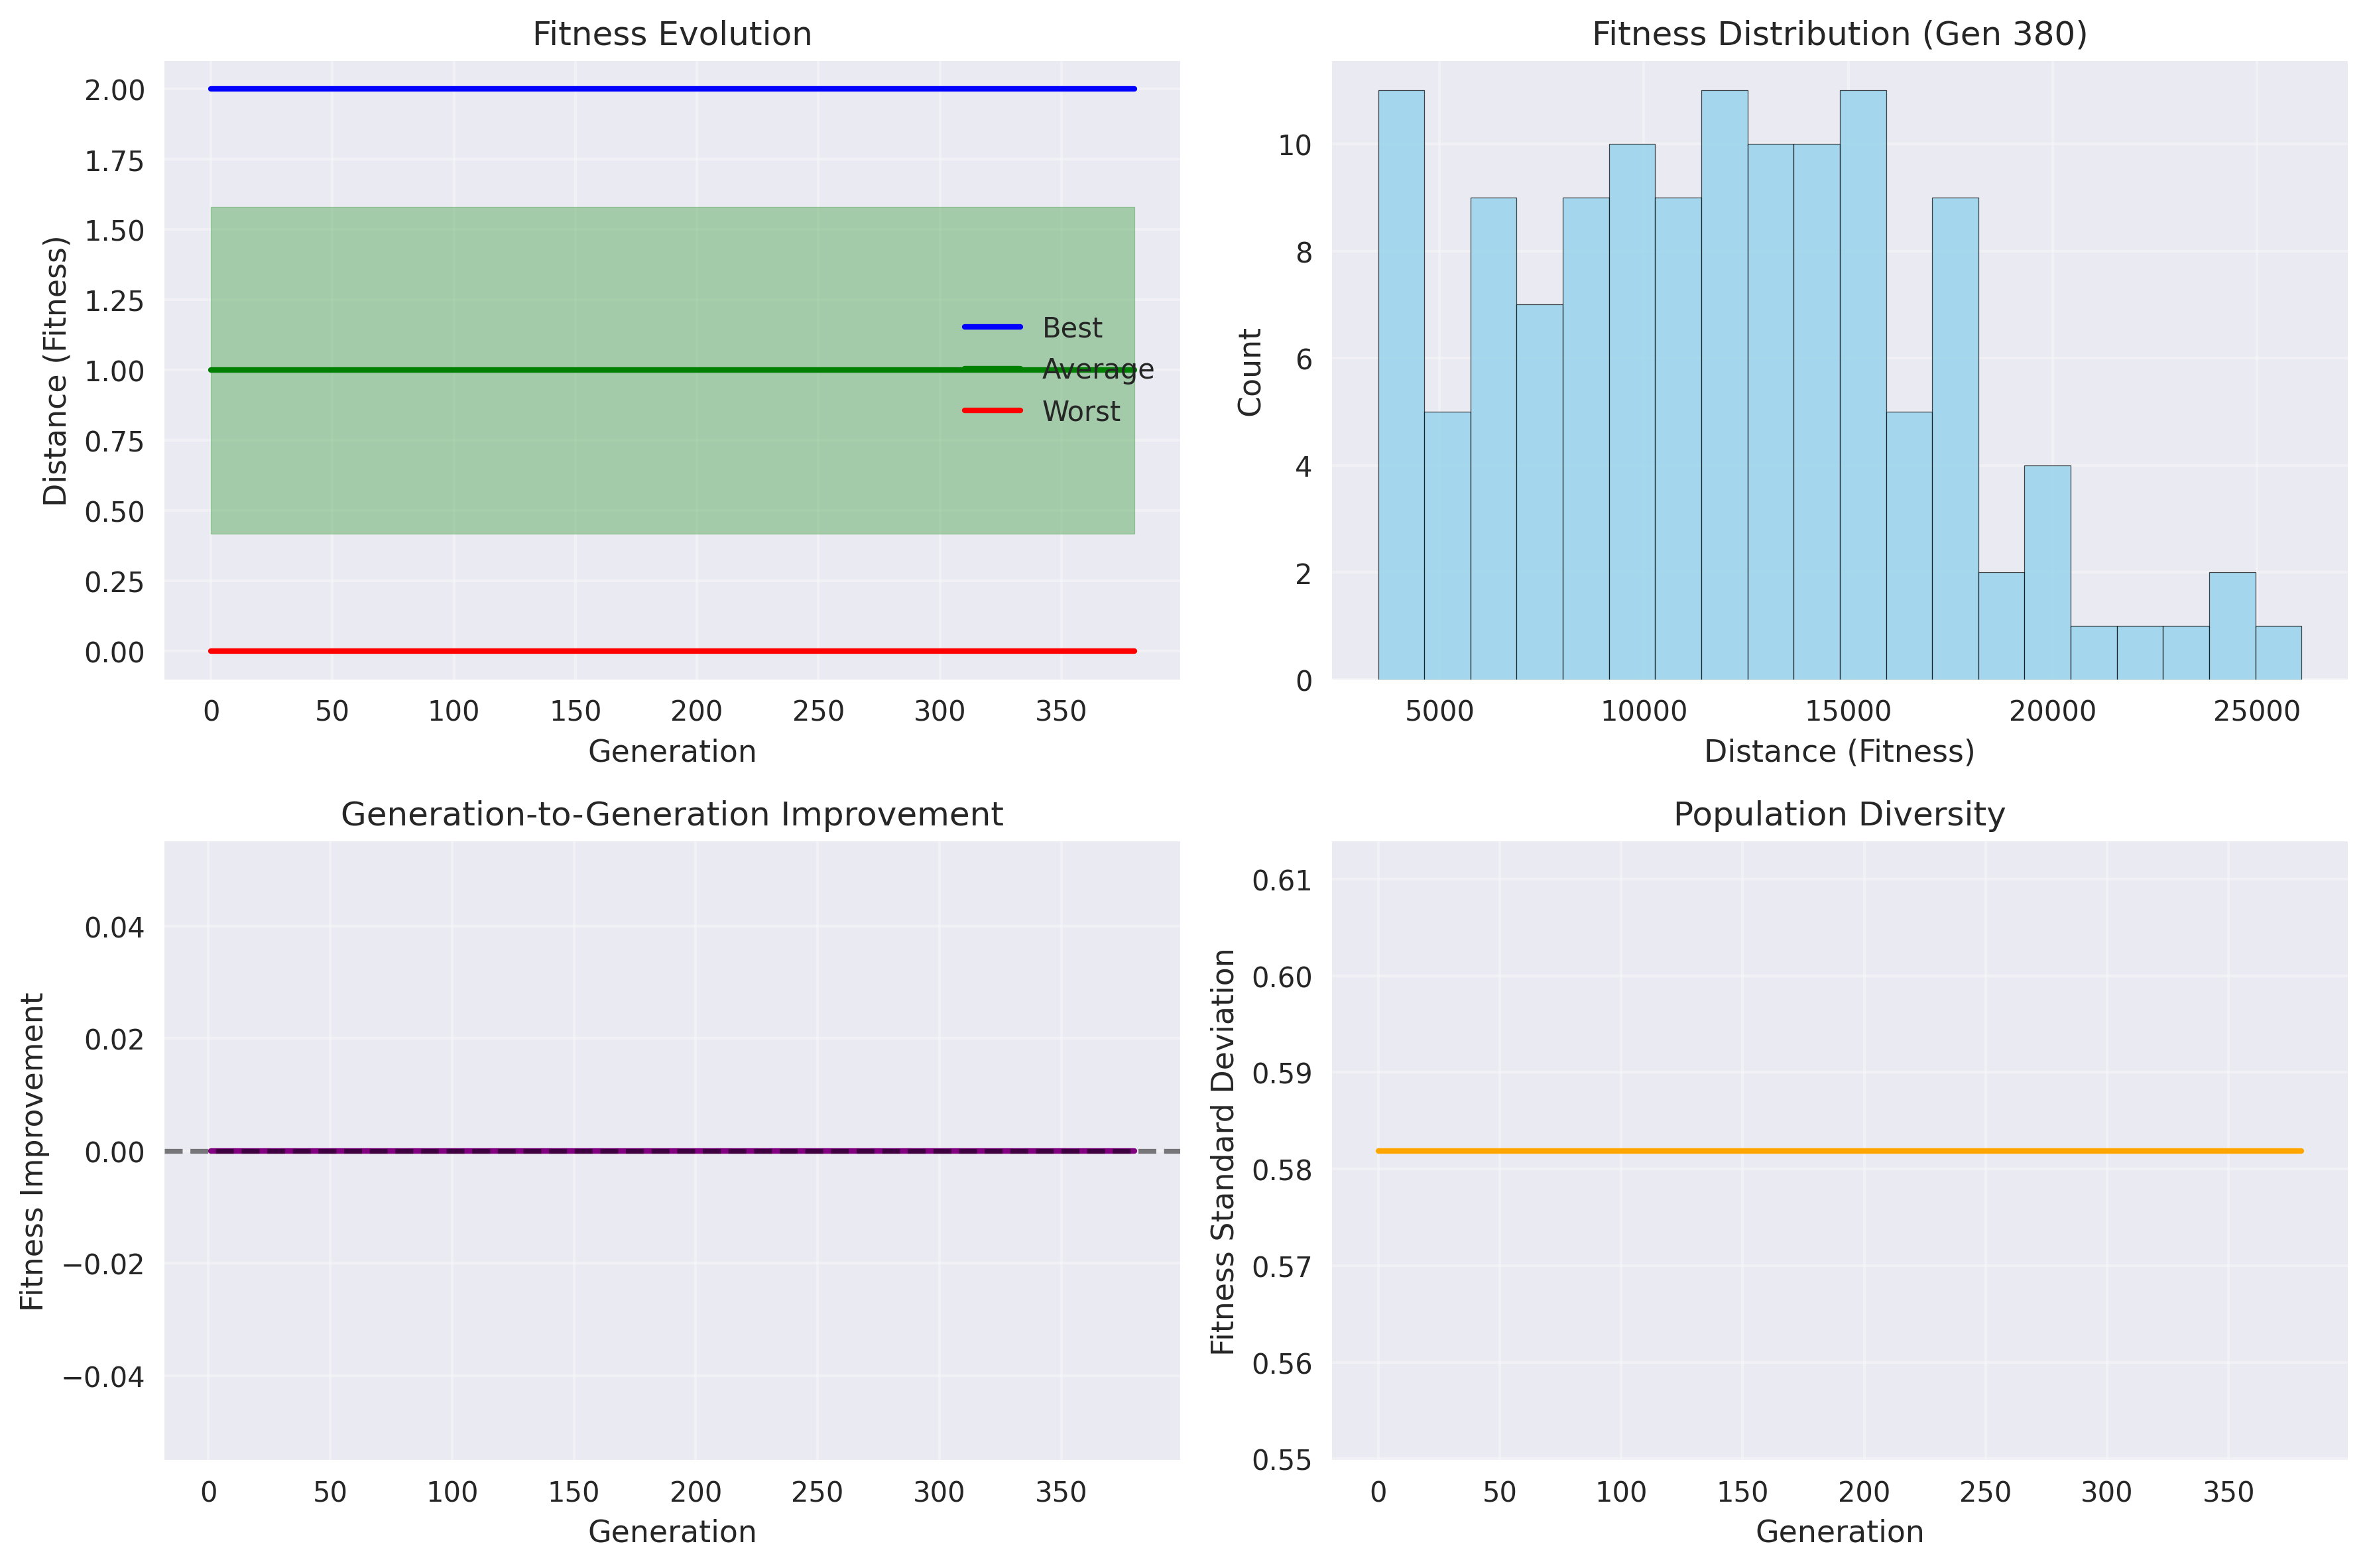 Fitness Evolution
Distance (Fitness)
2.00
1.75
1.50
1.25
1.00
0.75
0.50
0.25
0.00
Best
Average
Worst
0 50 100 150 200 250 300 350
Generation
Fitness Distribution (Gen 380)
Count
10
8
6
4
2
0
5000 10000 15000 20000 25000
Distance (Fitness)
Generation-to-Generation Improvement
Fitness Improvement
0.04
0.02
0.00
−0.02
−0.04
0 50 100 150 200 250 300 350
Generation
Population Diversity
Fitness Standard Deviation
0.61
0.60
0.59
0.58
0.57
0.56
0.55
0 50 100 150 200 250 300 350
Generation